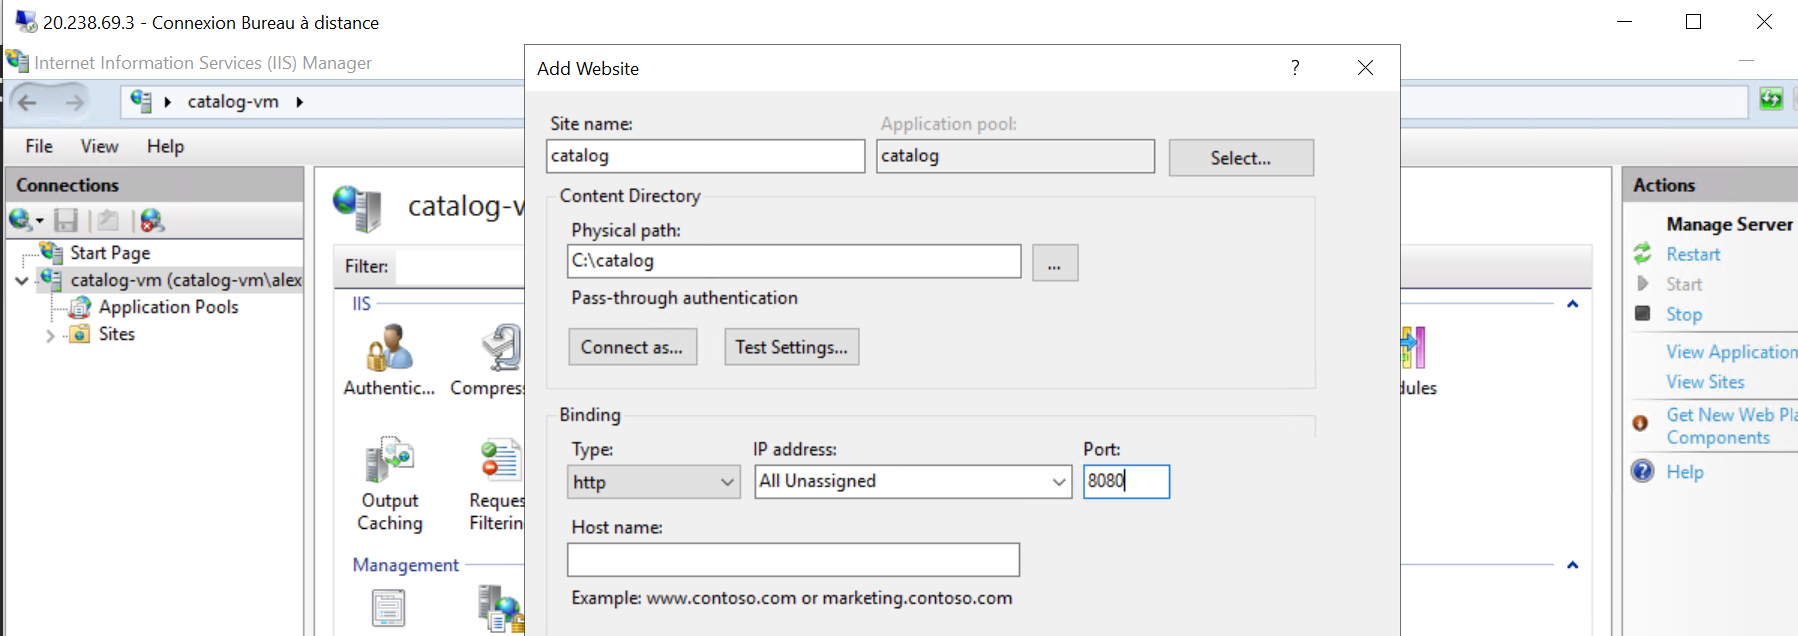 20.238.69.3 - Connexion Bureau à distance
Internet Information Services (IIS) Manager
catalog-vm
File View Help
Connections
Start Page
catalog-vm (catalog-vm\alex
Application Pools
Sites
catalog-v
Filter:
IIS
Authentic...
Compress
Output
Caching
Reques
Filterin
Management
Add Website
?
Site name:
Application pool:
catalog
catalog
Select...
Content Directory
Physical path:
C:\catalog
...
Pass-through authentication
Connect as...
Test Settings...
Binding
Type:
IP address:
Port:
http
All Unassigned
8080
Host name:
Example: www.contoso.com or marketing.contoso.com
dules
Actions
Manage Server
Restart
Start
Stop
View Application
View Sites
Get New Web Pla
Components
Help